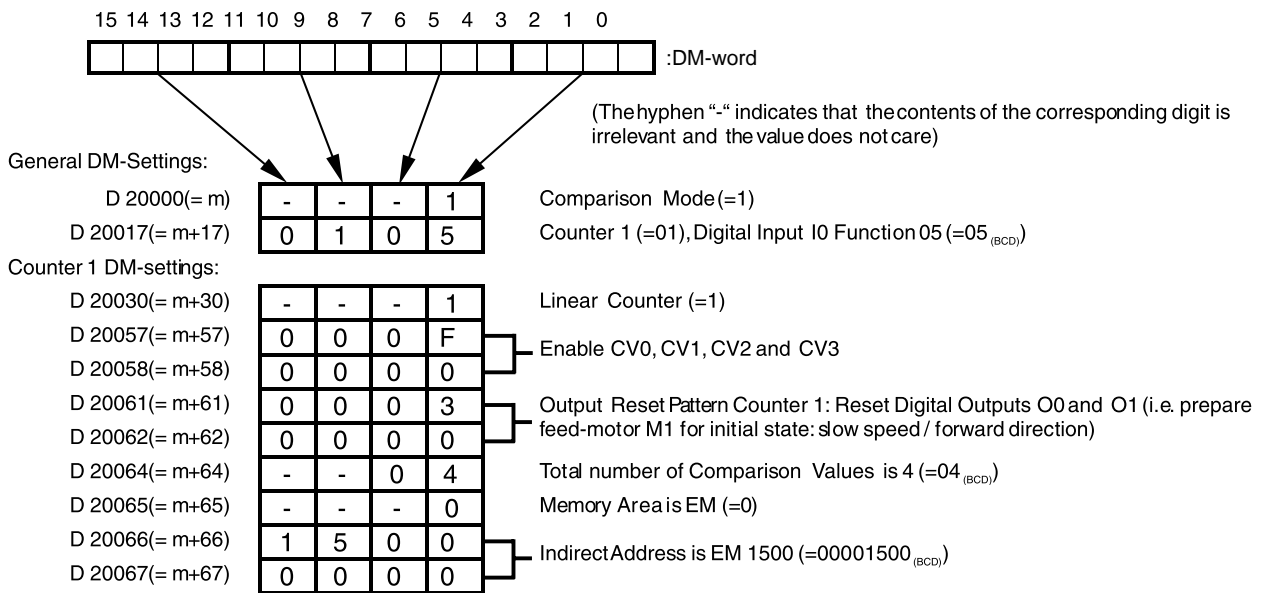 15 14 13 12 11 10 9 8 7 6 5 4 3 2 1 0
:DM-word
(The hyphen “-“ indicates that the contents of the corresponding digit is
irrelevant and the value does not care)
General DM-Settings:
D 20000(= m) - - - 1 Comparison Mode (=1)
D 20017(= m+17) 0 1 0 5 Counter 1 (=01), Digital Input I0 Function 05 (=05 (BCD))
Counter 1 DM-settings:
D 20030(= m+30) - - - 1 Linear Counter (=1)
D 20057(= m+57) 0 0 0 F
Enable CV0, CV1, CV2 and CV3
D 20058(= m+58) 0 0 0 0
D 20061(= m+61) 0 0 0 3 Output Reset Pattern Counter 1: Reset Digital Outputs O0 and O1 (i.e. prepare
D 20062(= m+62) 0 0 0 0 feed-motor M1 for initial state: slow speed / forward direction)
D 20064(= m+64) - - 0 4 Total number of Comparison Values is 4 (=04 (BCD))
D 20065(= m+65) - - - 0 Memory Area is EM (=0)
D 20066(= m+66) 1 5 0 0
Indirect Address is EM 1500 (=00001500 (BCD))
D 20067(= m+67) 0 0 0 0